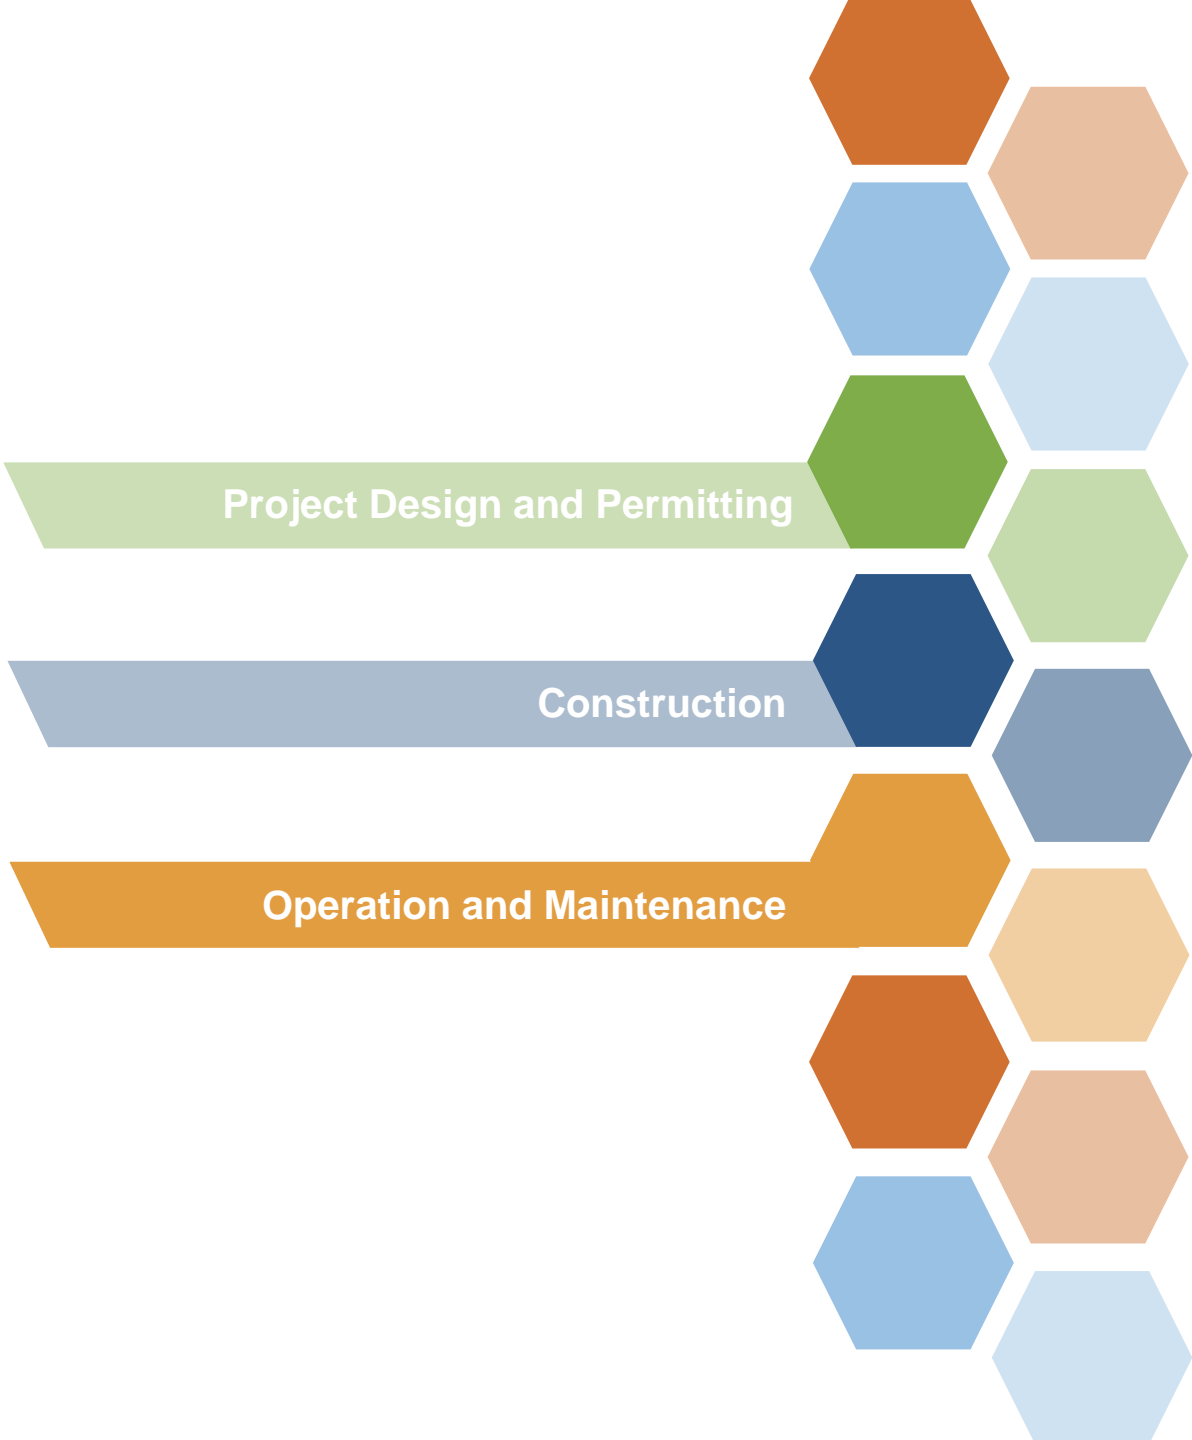 Project Design and Permitting
Construction
Operation and Maintenance